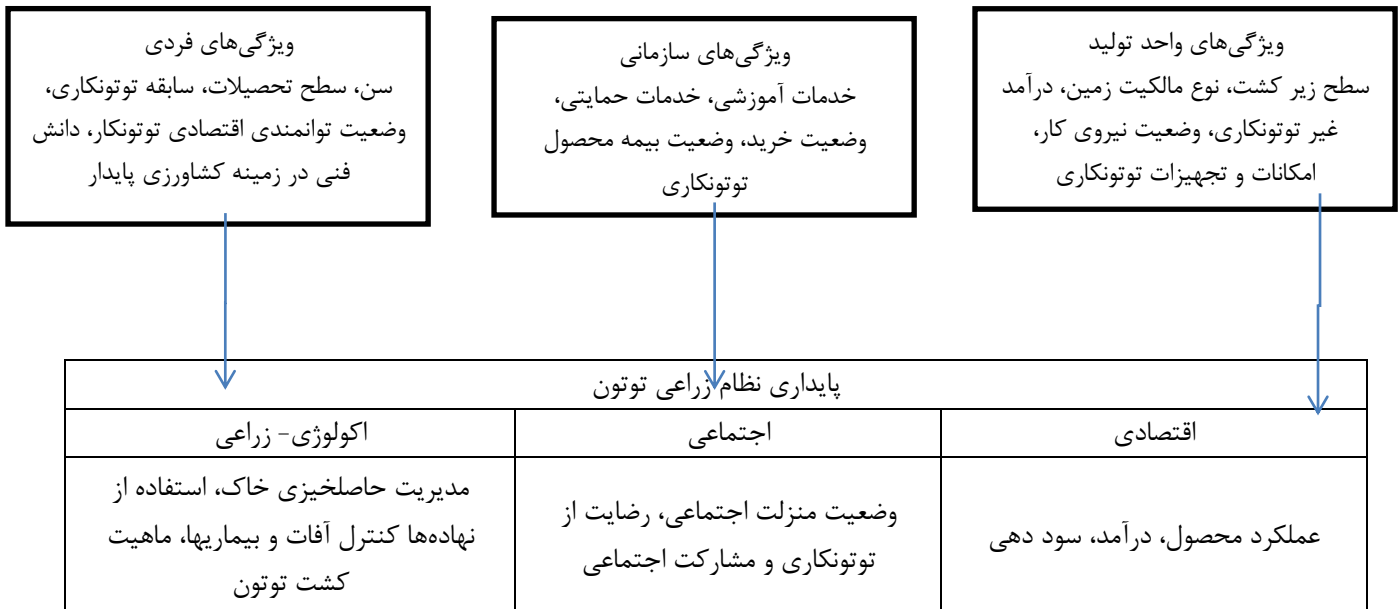 ویژگی‌های واحد تولید
سطح زیر کشت، نوع مالکیت زمین، درآمد
غیر توتونکاری، وضعیت نیروی کار،
امکانات و تجهیزات توتونکاری
ویژگی‌های سازمانی
خدمات آموزشی، خدمات حمایتی،
وضعیت خرید، وضعیت بیمه محصول
توتونکاری
ویژگی‌های فردی
سن، سطح تحصیلات، سابقه توتونکاری،
وضعیت توانمندی اقتصادی توتونکار، دانش
فنی در زمینه کشاورزی پایدار
پایداری نظام زراعی توتون
اقتصادی
اجتماعی
اکولوژی- زراعی
عملکرد محصول، درآمد، سود دهی
وضعیت منزلت اجتماعی، رضایت از
توتونکاری و مشارکت اجتماعی
مدیریت حاصلخیزی خاک، استفاده از
نهاده‌ها کنترل آفات و بیماریها، ماهیت
کشت توتون